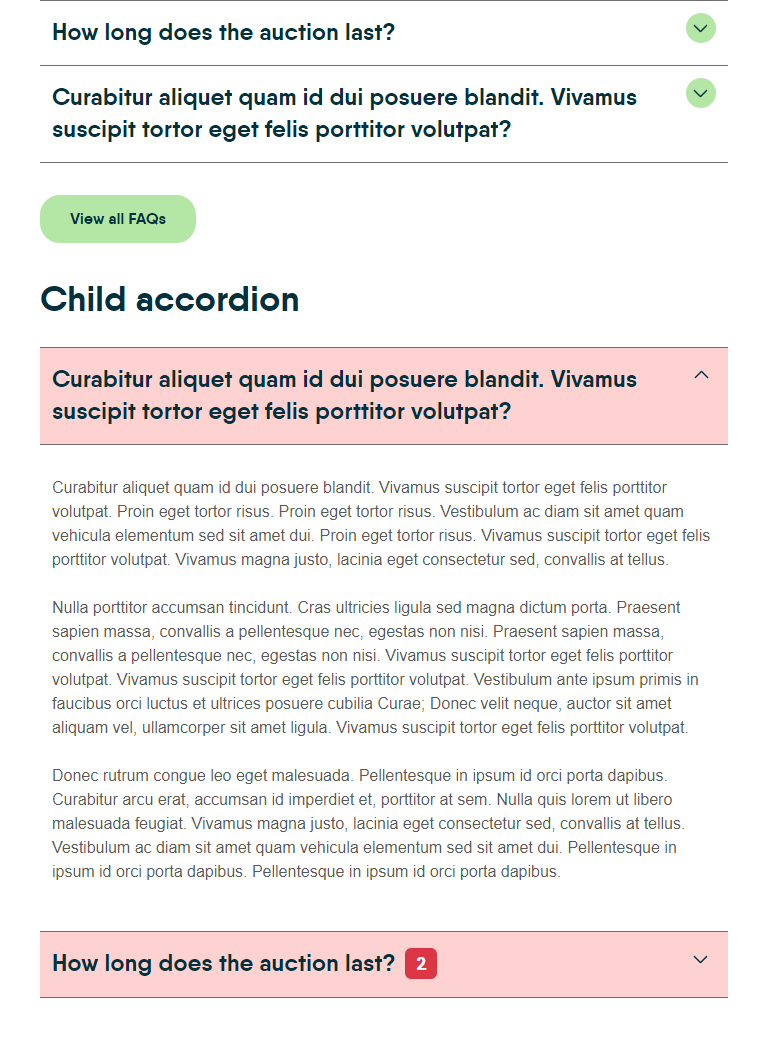 How long does the auction last?
Curabitur aliquet quam id dui posuere blandit. Vivamus
suscipit tortor eget felis porttitor volutpat?
View all FAQs
Child accordion
Curabitur aliquet quam id dui posuere blandit. Vivamus
suscipit tortor eget felis porttitor volutpat?
Curabitur aliquet quam id dui posuere blandit. Vivamus suscipit tortor eget felis porttitor
volutpat. Proin eget tortor risus. Proin eget tortor risus. Vestibulum ac diam sit amet quam
vehicula elementum sed sit amet dui. Proin eget tortor risus. Vivamus suscipit tortor eget felis
porttitor volutpat. Vivamus magna justo, lacinia eget consectetur sed, convallis at tellus.
Nulla porttitor accumsan tincidunt. Cras ultricies ligula sed magna dictum porta. Praesent
sapien massa, convallis a pellentesque nec, egestas non nisi. Praesent sapien massa,
convallis a pellentesque nec, egestas non nisi. Vivamus suscipit tortor eget felis porttitor
volutpat. Vivamus suscipit tortor eget felis porttitor volutpat. Vestibulum ante ipsum primis in
faucibus orci luctus et ultrices posuere cubilia Curae; Donec velit neque, auctor sit amet
aliquam vel, ullamcorper sit amet ligula. Vivamus suscipit tortor eget felis porttitor volutpat.
Donec rutrum congue leo eget malesuada. Pellentesque in ipsum id orci porta dapibus.
Curabitur arcu erat, accumsan id imperdiet et, porttitor at sem. Nulla quis lorem ut libero
malesuada feugiat. Vivamus magna justo, lacinia eget consectetur sed, convallis at tellus.
Vestibulum ac diam sit amet quam vehicula elementum sed sit amet dui. Pellentesque in
ipsum id orci porta dapibus. Pellentesque in ipsum id orci porta dapibus.
How long does the auction last? 2